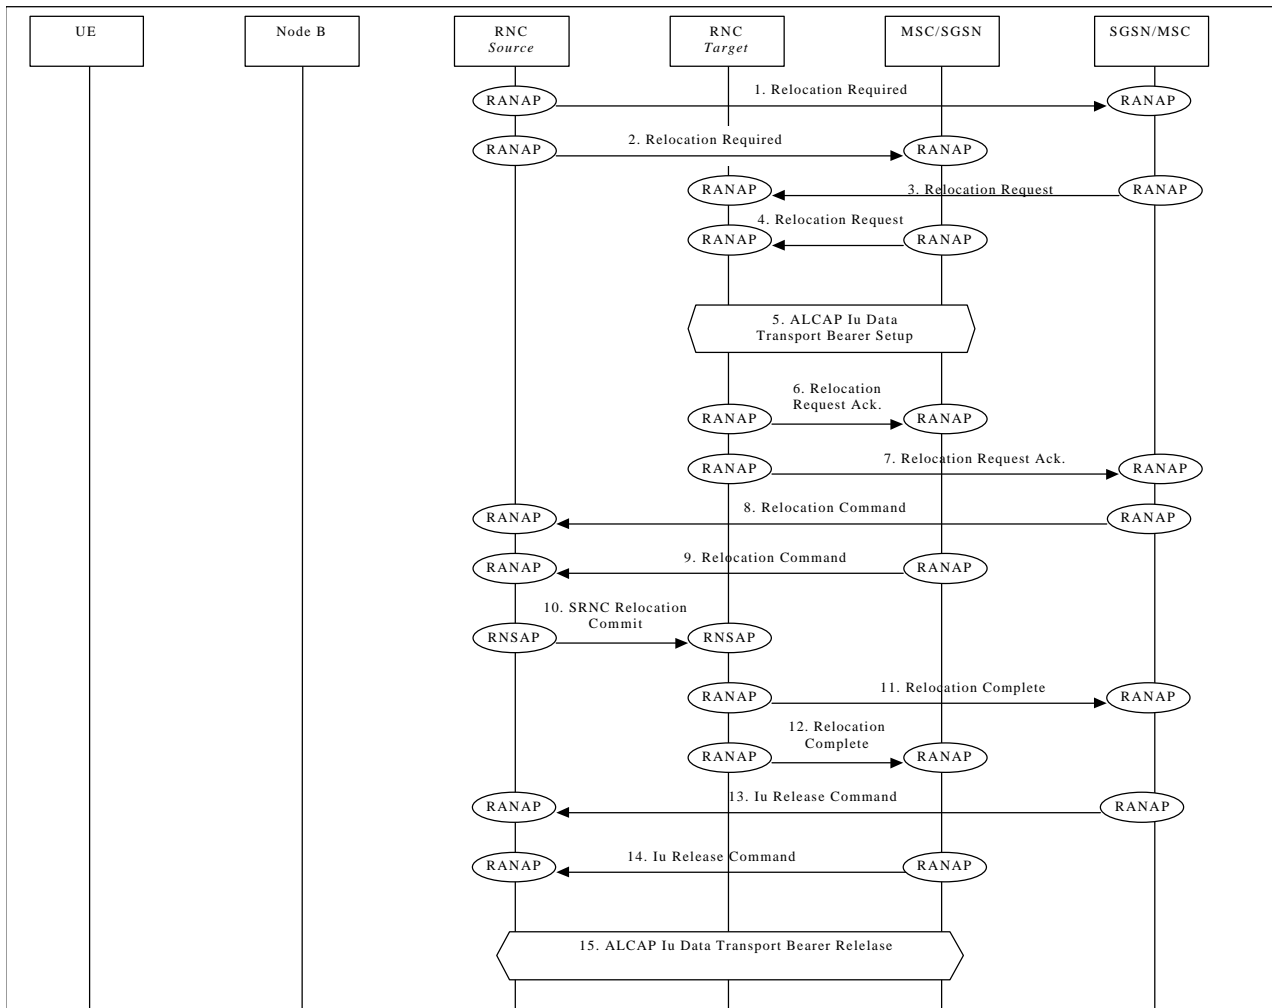 UE
Node B
RNC
Source
RNC
Target
MSC/SGSN
SGSN/MSC
RANAP
1. Relocation Required
RANAP
RANAP
2. Relocation Required
RANAP
RANAP
3. Relocation Request
RANAP
RANAP
4. Relocation Request
RANAP
5. ALCAP Iu Data
Transport Bearer Setup
RANAP
6. Relocation
Request Ack.
RANAP
RANAP
7. Relocation Request Ack.
RANAP
RANAP
8. Relocation Command
RANAP
RANAP
9. Relocation Command
RANAP
RNSAP
10. SRNC Relocation
Commit
RNSAP
RANAP
11. Relocation Complete
RANAP
RANAP
12. Relocation
Complete
RANAP
RANAP
13. Iu Release Command
RANAP
RANAP
14. Iu Release Command
RANAP
15. ALCAP Iu Data Transport Bearer Relelase